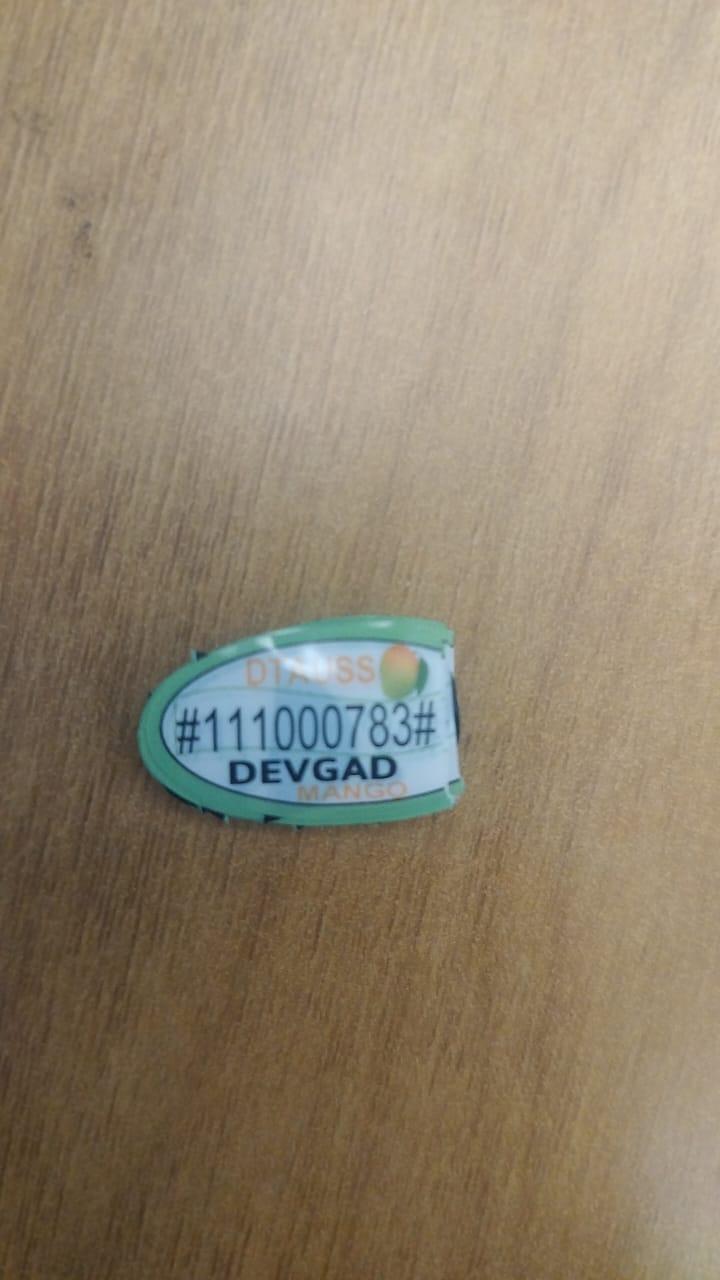 DTAUSS
#111000783#
DEVGAD
MANGO